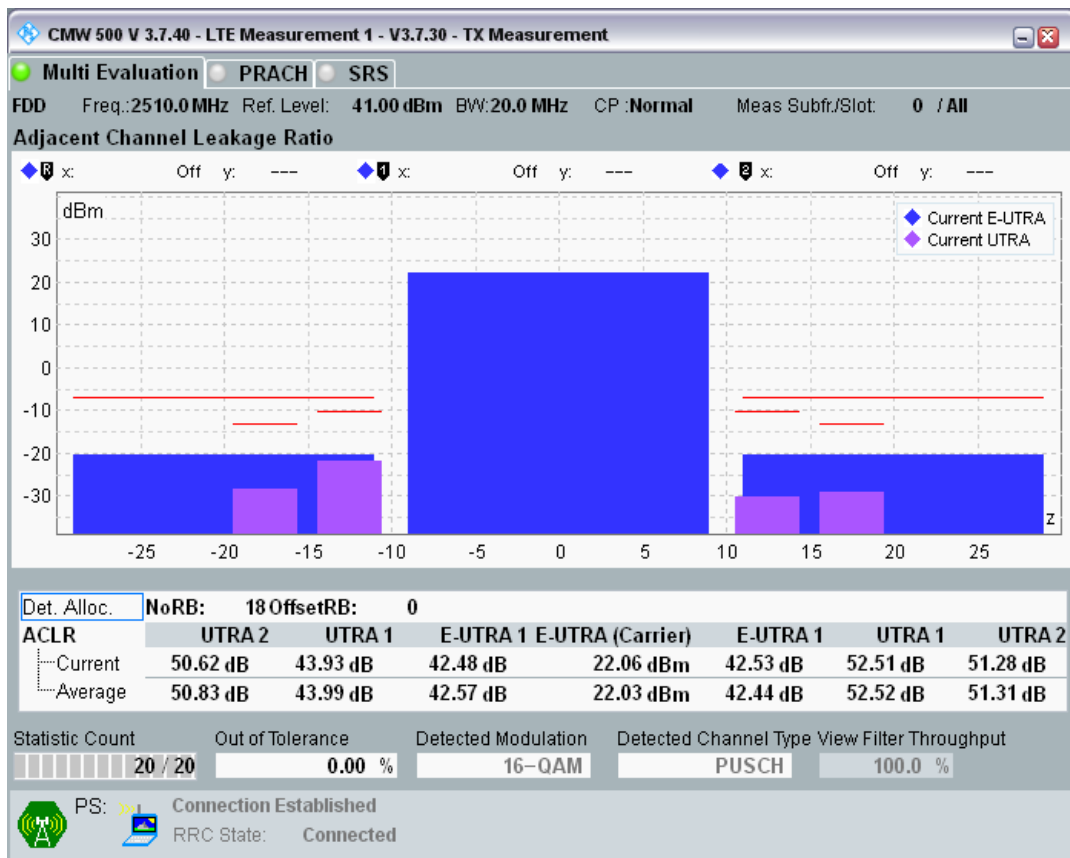 CMW 500 V 3.7.40 - LTE Measurement 1 - V3.7.30 - TX Measurement
Multi Evaluation PRACH SRS
FDD Freq.:2510.0 MHz Ref. Level: 41.00 dBm BW:20.0 MHz CP :Normal Meas Subfr./Slot: 0 / All
Adjacent Channel Leakage Ratio
R x: Off y: --- 1 x: Off y: --- 2 x: Off y: ---
dBm
Current E-UTRA
Current UTRA
30
20
10
0
-10
-20
-30
z
-25 -20 -15 -10 -5 0 5 10 15 20 25
Det. Alloc. NoRB: 18 OffsetRB: 0
ACLR UTRA 2 UTRA 1 E-UTRA 1 E-UTRA (Carrier) E-UTRA 1 UTRA 1 UTRA 2
Current 50.62 dB 43.93 dB 42.48 dB 22.06 dBm 42.53 dB 52.51 dB 51.28 dB
Average 50.83 dB 43.99 dB 42.57 dB 22.03 dBm 42.44 dB 52.52 dB 51.31 dB
Statistic Count Out of Tolerance Detected Modulation Detected Channel Type View Filter Throughput
20 / 20 0.00 % 16-QAM PUSCH 100.0 %
PS: Connection Established
RRC State: Connected